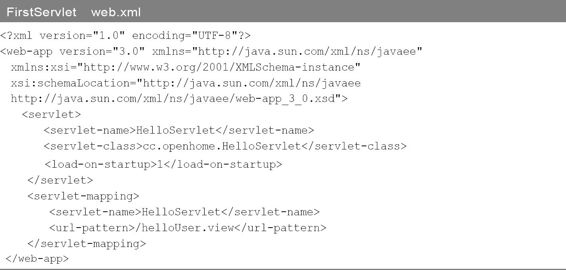 FirstServlet web.xml
<?xml version="1.0" encoding="UTF-8"?>
<web-app version="3.0" xmlns="http://java.sun.com/xml/ns/javaee"
xmlns:xsi="http://www.w3.org/2001/XMLSchema-instance"
xsi:schemaLocation="http://java.sun.com/xml/ns/javaee
http://java.sun.com/xml/ns/javaee/web-app_3_0.xsd">
<servlet>
<servlet-name>HelloServlet</servlet-name>
<servlet-class>cc.openhome.HelloServlet</servlet-class>
<load-on-startup>1</load-on-startup>
</servlet>
<servlet-mapping>
<servlet-name>HelloServlet</servlet-name>
<url-pattern>/helloUser.view</url-pattern>
</servlet-mapping>
</web-app>